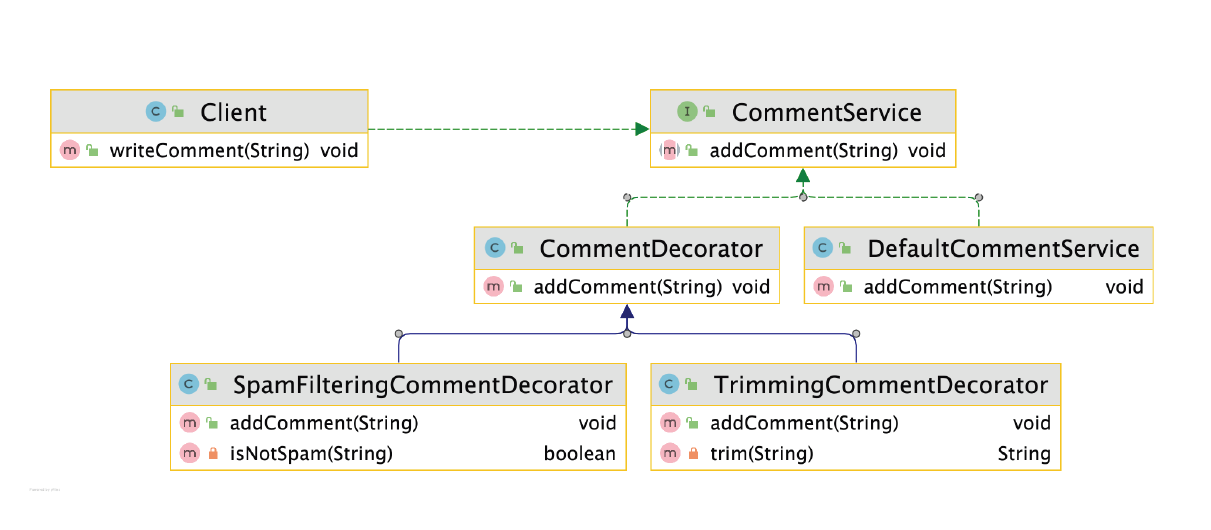 C Client
m writeComment(String) void
I CommentService
m addComment(String) void
C CommentDecorator
m addComment(String) void
C DefaultCommentService
m addComment(String) void
C SpamFilteringCommentDecorator
m addComment(String) void
m isNotSpam(String) boolean
C TrimmingCommentDecorator
m addComment(String) void
m trim(String) String